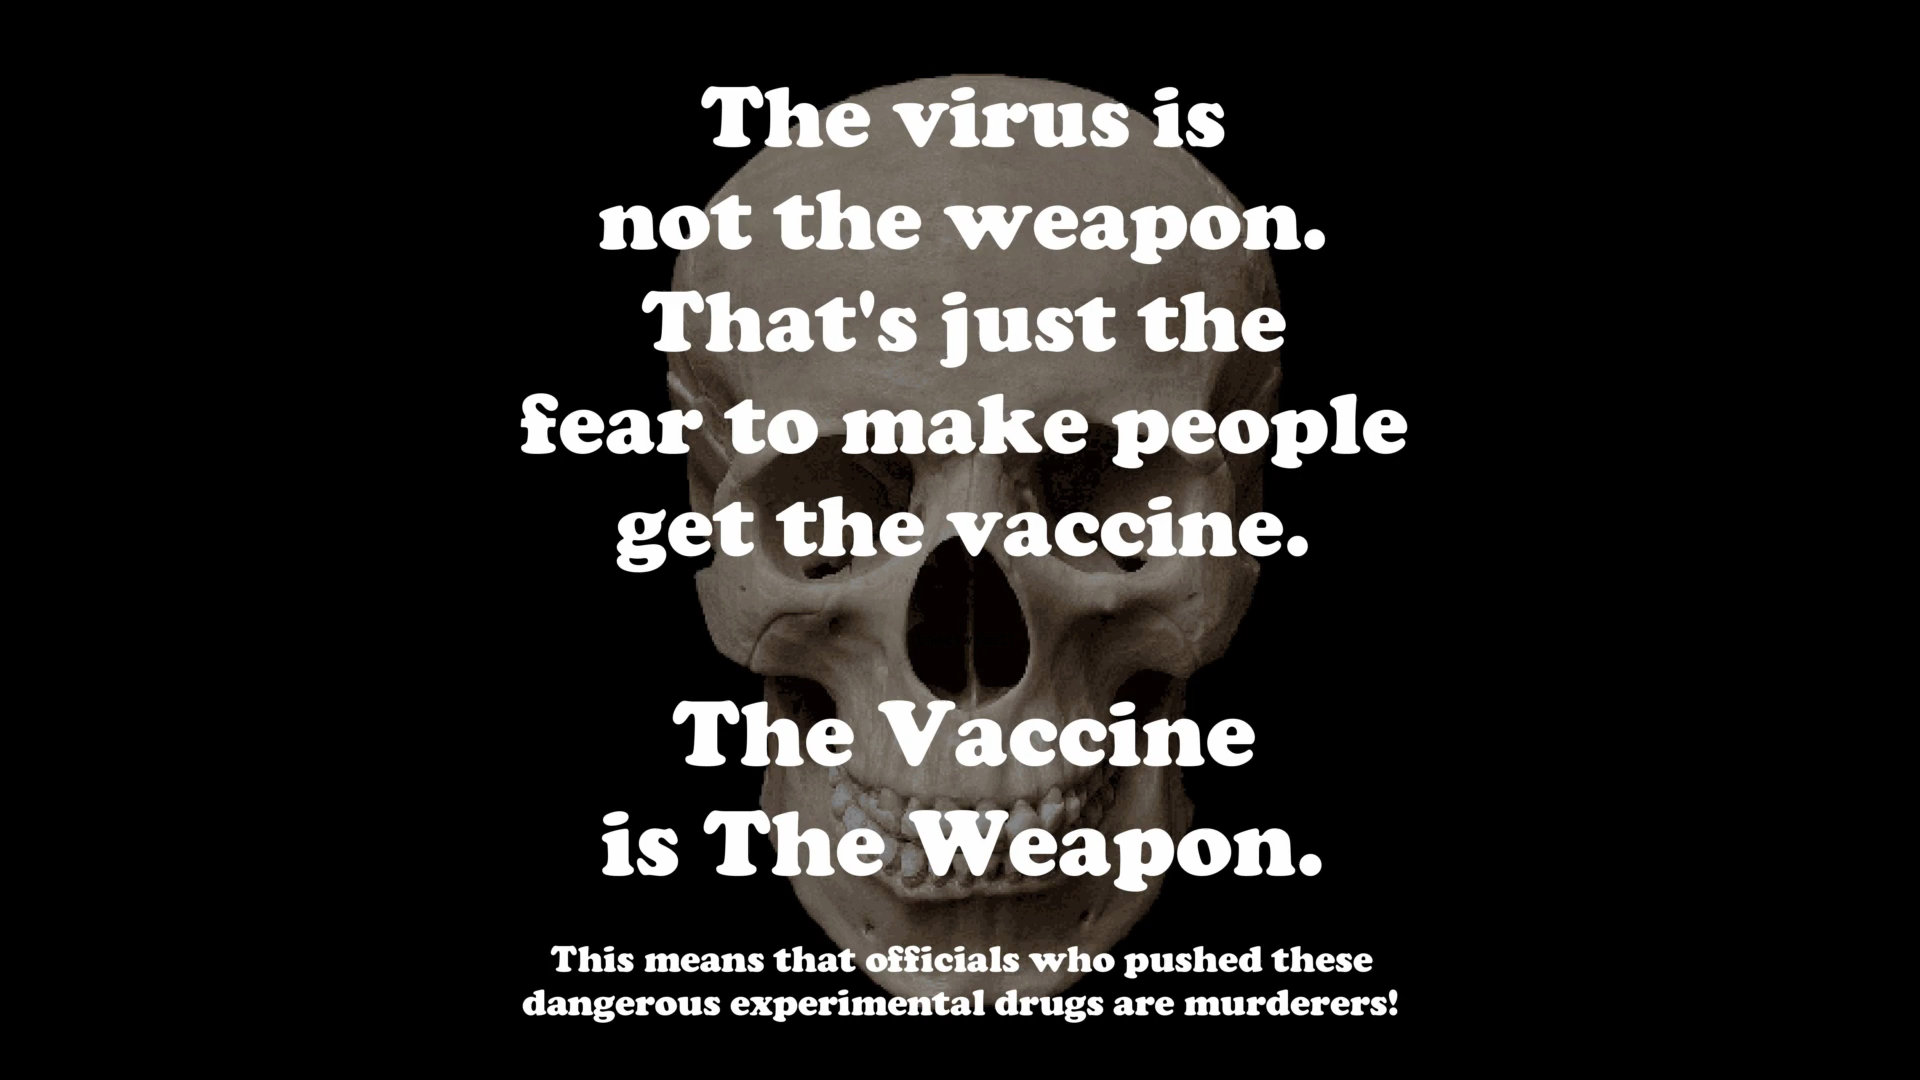 The virus is
not the weapon.
That's just the
fear to make people
get the vaccine.
The Vaccine
is The Weapon.
This means that officials who pushed these
dangerous experimental drugs are murderers!